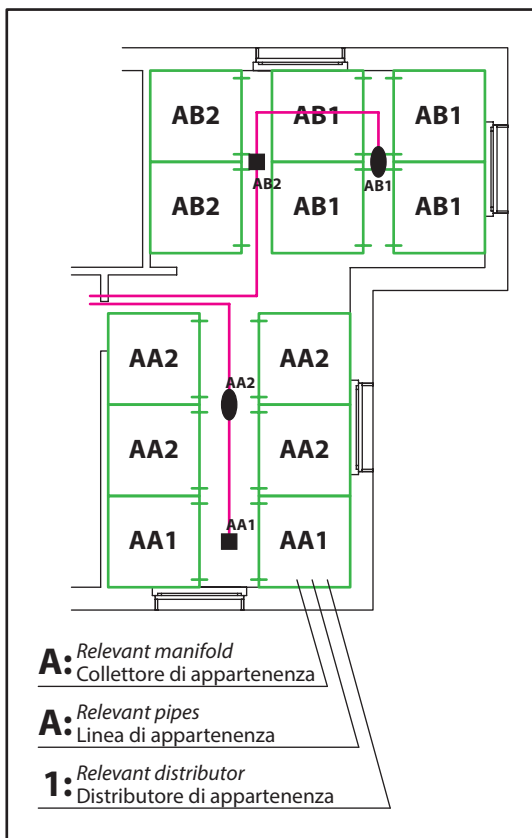 AB2 AB1 AB1
AB2 AB1
AB2 AB1 AB1
AA2 AA2
AA2
AA2 AA2
AA1
AA1 AA1
A: Relevant manifold
Collettore di appartenenza
A: Relevant pipes
Linea di appartenenza
1: Relevant distributor
Distributore di appartenenza